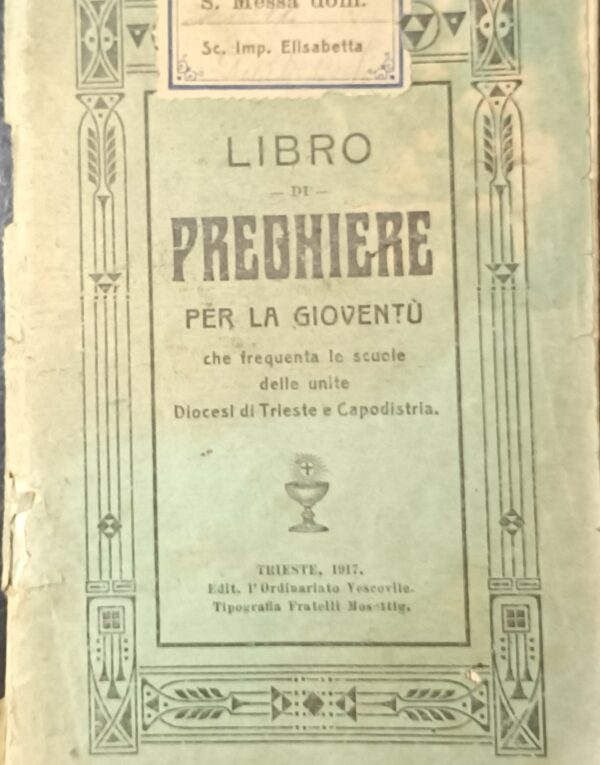 S. Messa dom.
Sc. Imp. Elisabetta
LIBRO
— DI —
PREGHIERE
PER LA GIOVENTÙ
che frequenta le scuole
delle unite
Diocesi di Trieste e Capodistria.
TRIESTE, 1917.
Edit. l'Ordinariato Vescovile.
Tipografia Fratelli Mosettig.